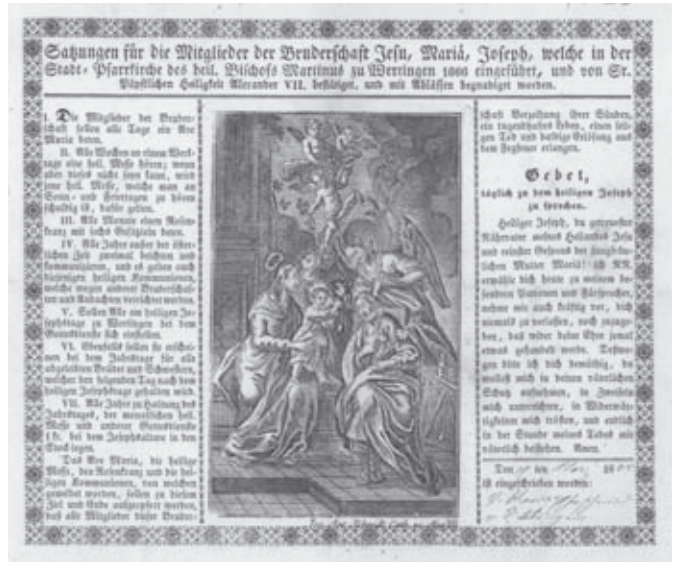 Satzungen für die Mitglieder der Bruderschaft Jesu, Mariä, Joseph, welche in der
Stadt-Pfarrkirche des heil. Bischofs Martinus zu Wertingen 1666 eingeführt, und von Sr.
Päpstlichen Heiligkeit Alexander VII. bestätiget, und mit Ablässen begnadiget worden.
I. Die Mitglieder der Bruder-
schaft sollen alle Tage ein Ave
Maria beten.
II. Alle Wochen an einem Werk-
tage eine heil. Messe hören; wenn
aber dieses nicht seyn kann, wird
jene heil. Messe, welche man an
Sonn- und Feiertagen zu hören
schuldig ist, dafür gelten.
III. Alle Monate einen Rosen-
kranz mit sechs Gesätzlein beten.
IV. Alle Jahre außer der öster-
lichen Zeit zweimal beichten und
kommuniziren, und es gelten auch
diejenigen heiligen Kommunionen,
welche wegen anderer Bruderschaf-
ten und Andachten verrichtet werden.
V. Sollen Alle am heiligen Jo-
sephstage zu Wertingen bei dem
Gottesdienste sich einfinden.
VI. Ebenfalls sollen sie erschei-
nen bei dem Jahrstage für alle
abgeleibten Brüder und Schwestern,
welcher den folgenden Tag nach dem
heiligen Josephstage gehalten wird.
VII. Alle Jahre zu Haltung des
Jahrtages, der monatlichen heil.
Messe und anderer Gottesdienste
kr. bei dem Josephsaltare in den
Stock legen.
Das Ave Maria, die heilige
Messe, den Rosenkranz und die hei-
ligen Kommunionen, von welchen
gemeldet worden, sollen zu diesem
Ziel und Ende aufgeopfert werden,
daß alle Mitglieder dieser Bruder-
schaft Verzeihung ihrer Sünden,
ein tugendhaftes Leben, einen seli-
gen Tod und baldige Erlösung aus
dem Fegfeuer erlangen.
Gebet,
täglich zu dem heiligen Joseph
zu sprechen.
Heiliger Joseph, du getreuester
Nährvater meines Heilandes Jesu
und reinster Gespons der jungfräu-
lichen Mutter Mariä! ich NN.
erwähle dich heute zu meinem be-
sondern Patronen und Fürsprecher,
nehme mir auch kräftig vor, dich
niemals zu verlassen, noch zuzuge-
ben, das wider deine Ehre jemal
etwas gehandelt werde. Deßwe-
gen bitte ich dich demüthig, du
wollest mich in deinen väterlichen
Schutz aufnehmen, in Zweifeln
mich unterrichten, in Widerwär-
tigkeiten mich trösten, und endlich
in der Stunde meines Todes mir
väterlich beistehen. Amen.
Den ten 18
ist eingeschrieben worden: